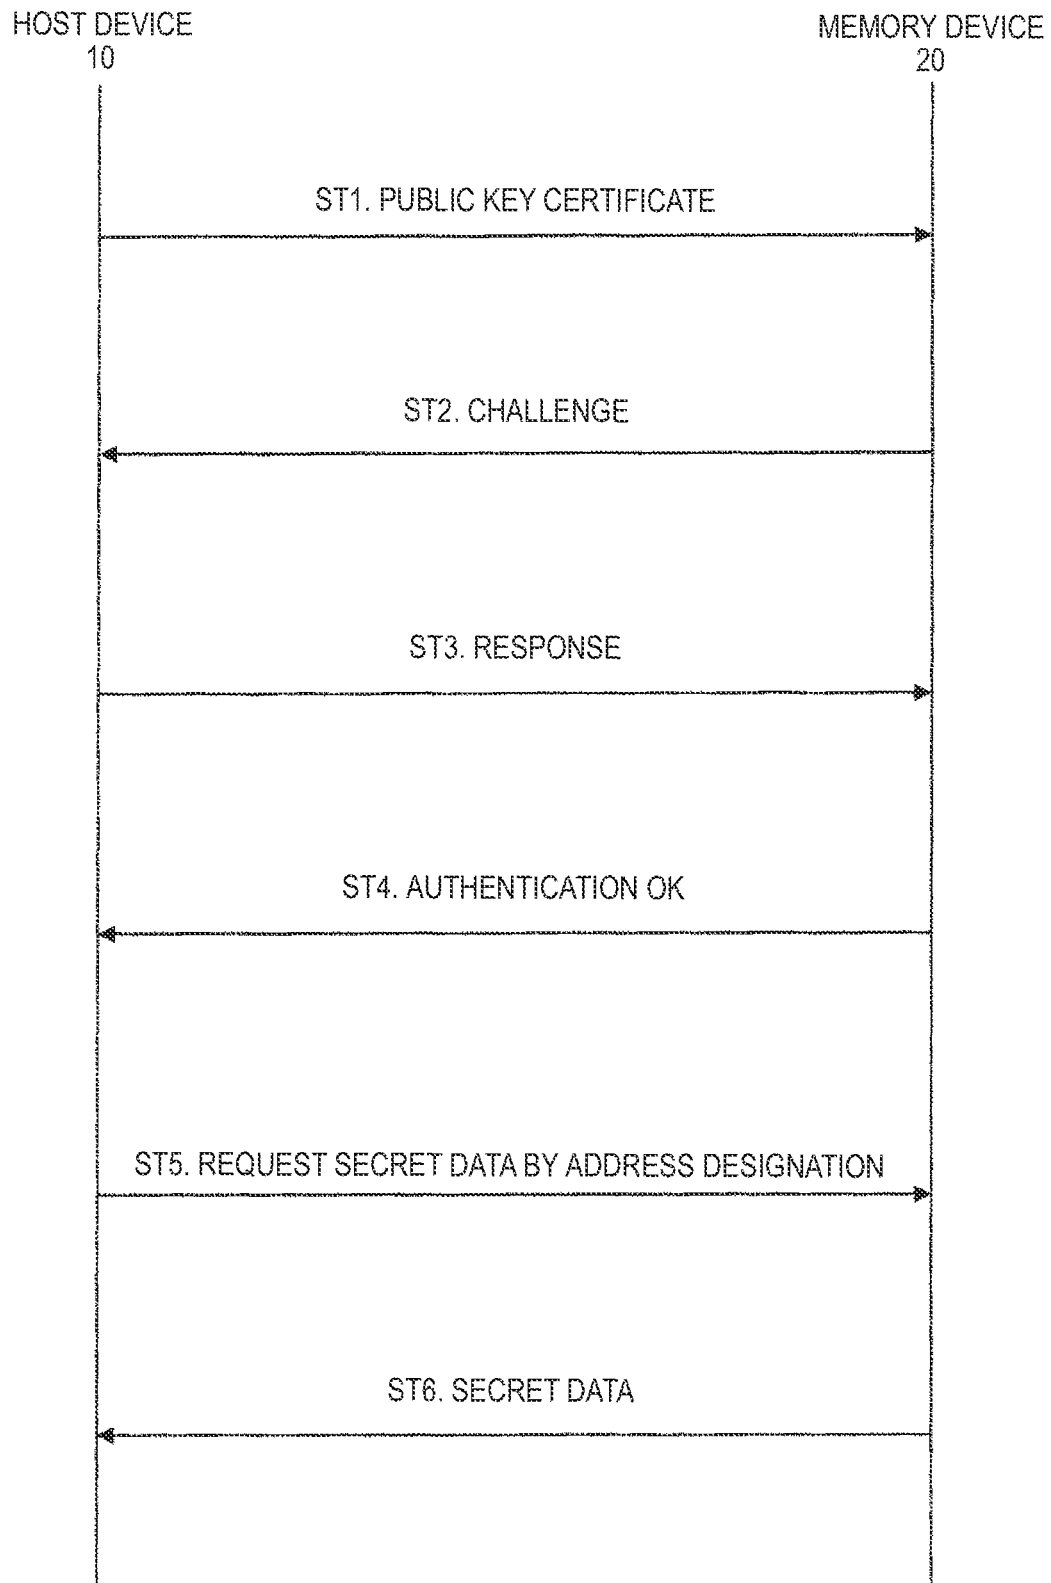 HOST DEVICE
10
MEMORY DEVICE
20
ST1. PUBLIC KEY CERTIFICATE
ST2. CHALLENGE
ST3. RESPONSE
ST4. AUTHENTICATION OK
ST5. REQUEST SECRET DATA BY ADDRESS DESIGNATION
ST6. SECRET DATA